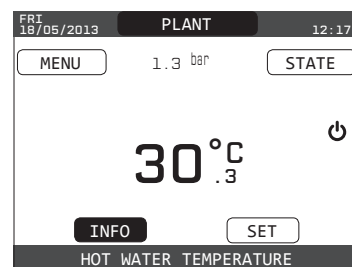 FRI
18/05/2013 PLANT 12:17
MENU 1.3 bar STATE
30.3°C
INFO SET
HOT WATER TEMPERATURE